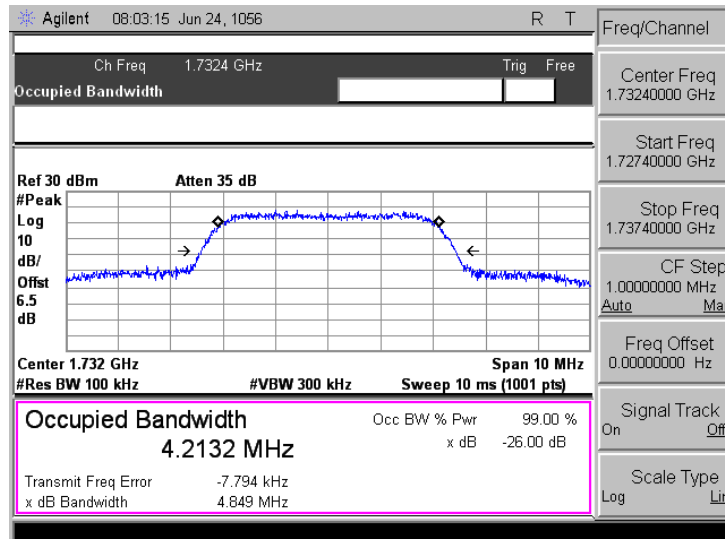 Agilent 08:03:15 Jun 24, 1056 R T
Freq/Channel
Ch Freq 1.7324 GHz Trig Free
Occupied Bandwidth
Center Freq
1.73240000 GHz
Start Freq
1.72740000 GHz
Stop Freq
1.73740000 GHz
CF Step
1.00000000 MHz
Auto Ma
Freq Offset
0.00000000 Hz
Signal Track
On Off
Scale Type
Log Lin
Ref 30 dBm Atten 35 dB
#Peak
Log
10
dB/
Offst
6.5
dB
Center 1.732 GHz Span 10 MHz
#Res BW 100 kHz #VBW 300 kHz Sweep 10 ms (1001 pts)
Occupied Bandwidth Occ BW % Pwr 99.00 %
4.2132 MHz x dB -26.00 dB
Transmit Freq Error -7.794 kHz
x dB Bandwidth 4.849 MHz